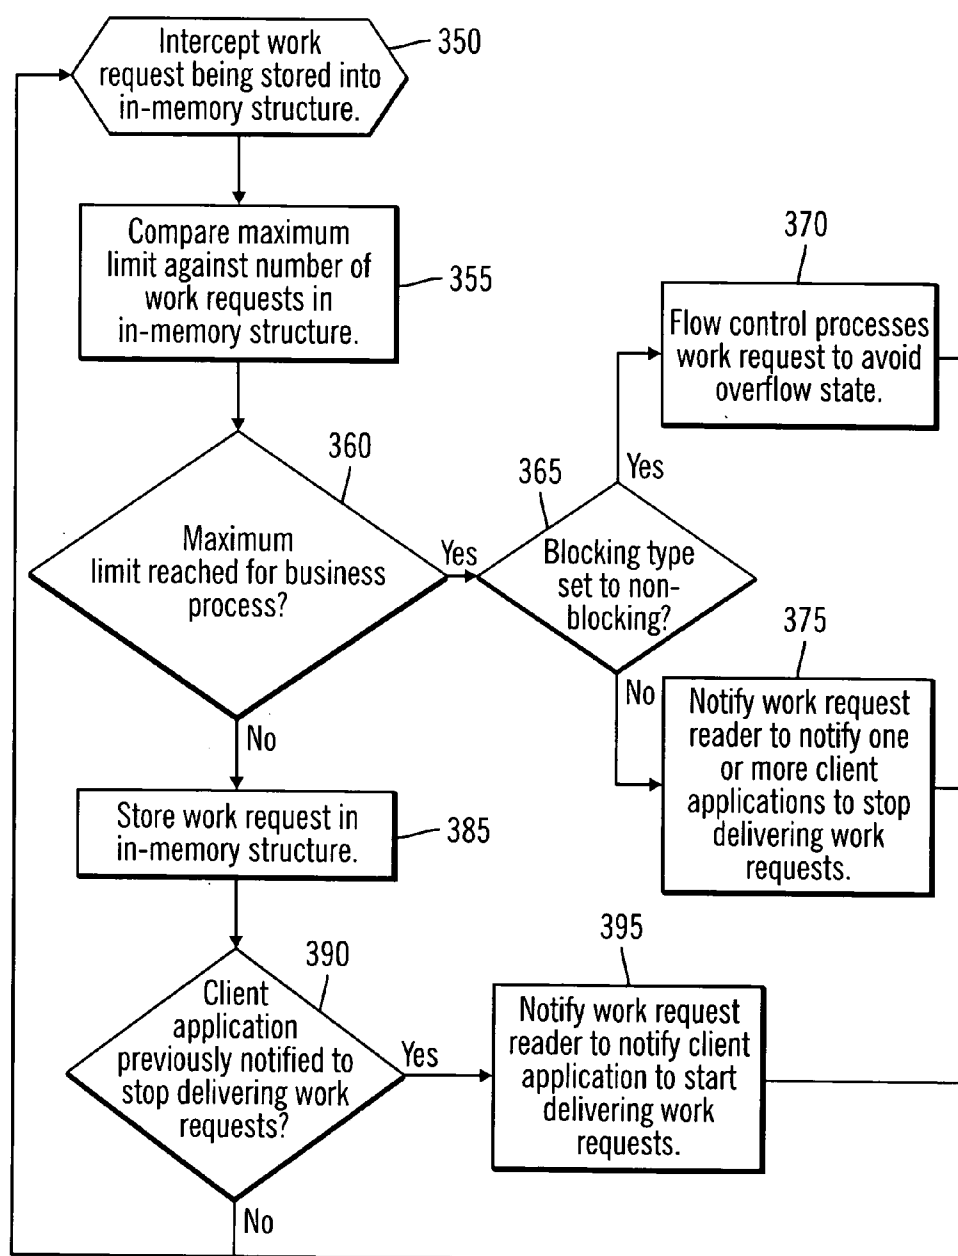 Intercept work
request being stored into
in-memory structure.
350
Compare maximum
limit against number of
work requests in
in-memory structure.
355
370
Flow control processes
work request to avoid
overflow state.
360
Maximum
limit reached for business
process?
Yes
365
Blocking type
set to non-
blocking?
Yes
No
375
Notify work request
reader to notify one
or more client
applications to stop
delivering work
requests.
No
Store work request in
in-memory structure.
385
390
Client
application
previously notified to
stop delivering work
requests?
Yes
395
Notify work request
reader to notify client
application to start
delivering work
requests.
No